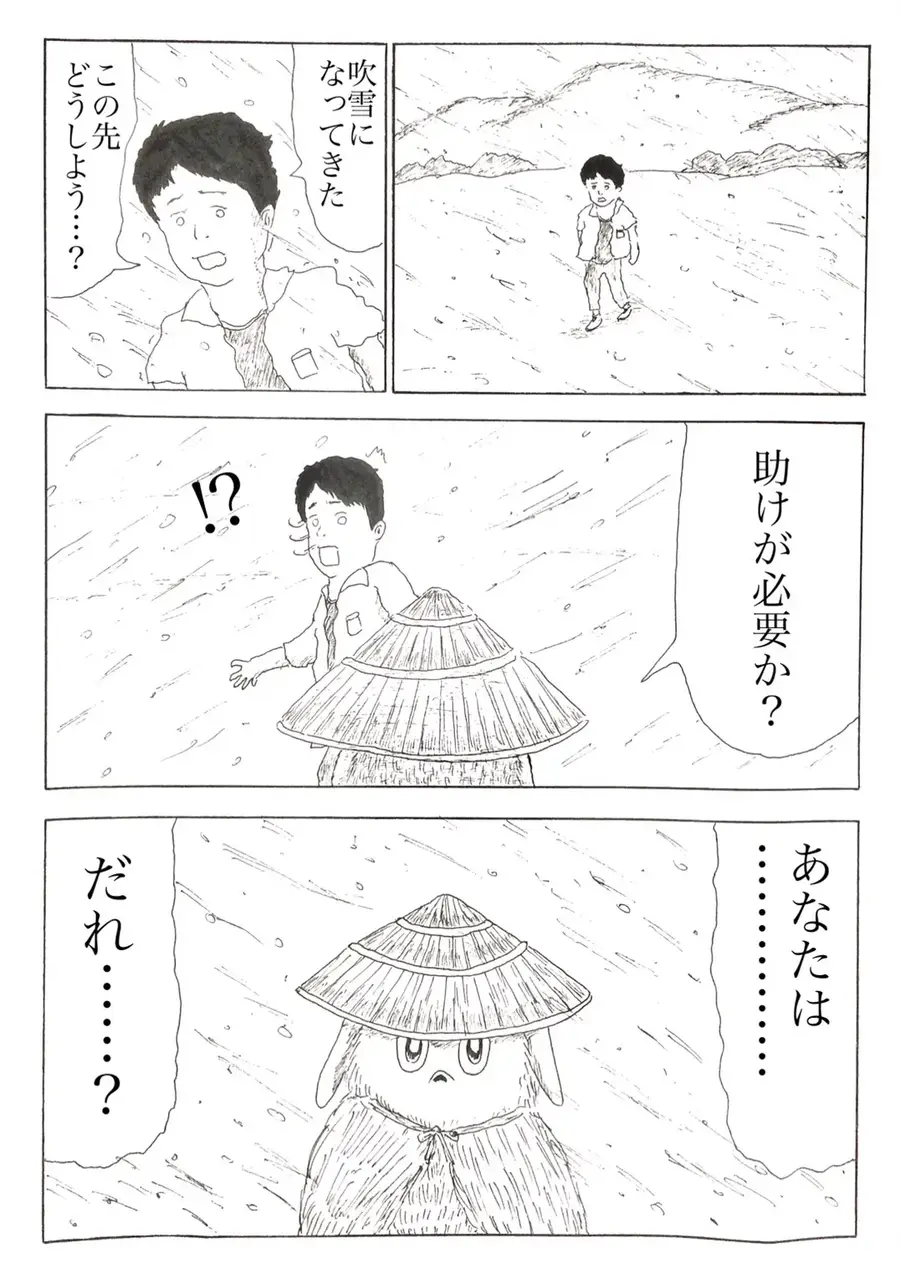 吹雪に
なってきた
この先
どうしよう…？
助けが必要か？
!?
あなたは
………………
だれ………？